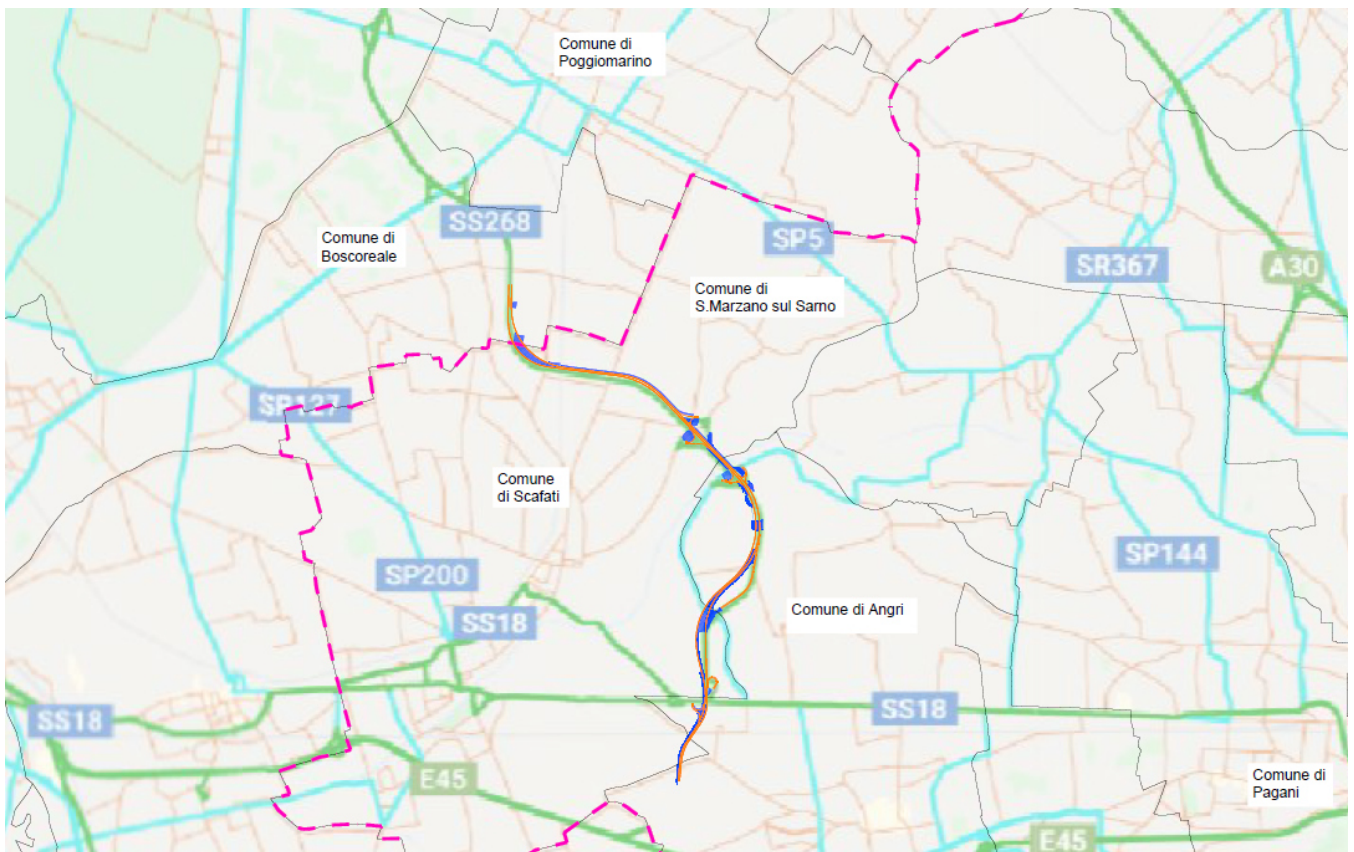 Comune di
Poggiomarino
SS268
Comune di
Boscoreale
SP5
SR367
A30
Comune di
S.Marzano sul Sarno
SP127
Comune
di Scafati
SP200
SP144
SS18
Comune di Angri
SS18
SS18
E45
Comune di
Pagani
E45